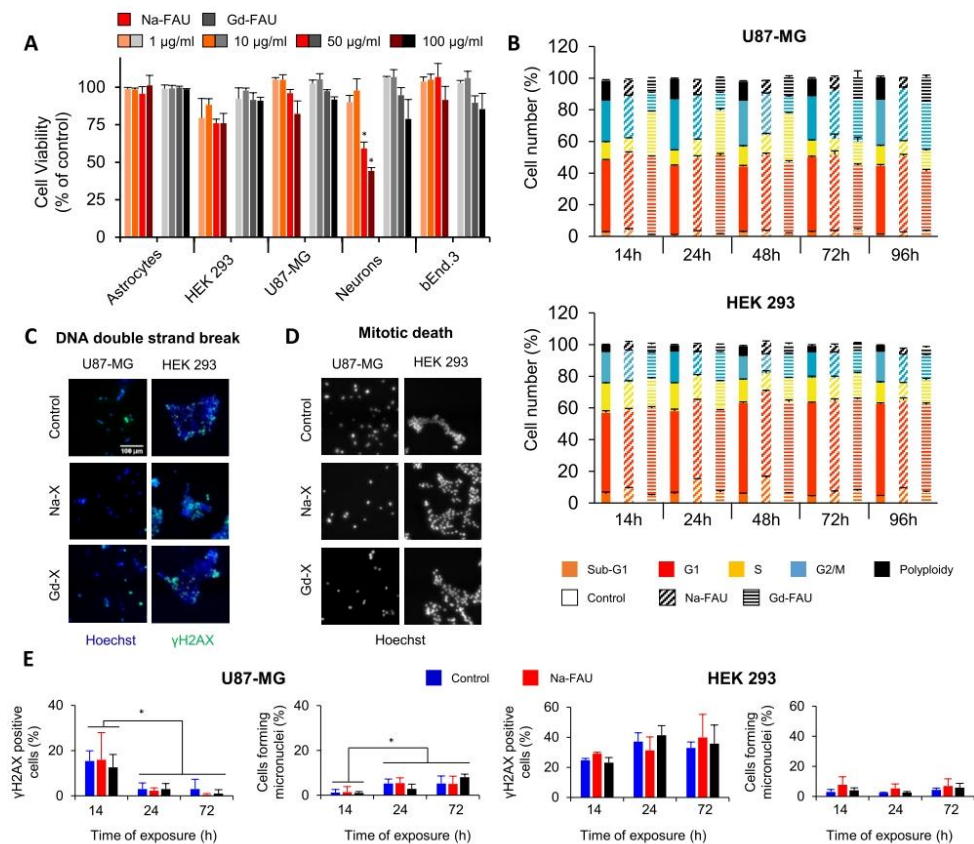 Na-FAU Gd-FAU
1 µg/ml 10 µg/ml 50 µg/ml 100 µg/ml
A
Cell Viability
(% of control)
100
75
50
25
0
*
*
Astrocytes
HEK 293
U87-MG
Neurons
bEnd.3
B
U87-MG
Cell number (%)
120
100
80
60
40
20
0
14h 24h 48h 72h 96h
HEK 293
Cell number (%)
120
100
80
60
40
20
0
14h 24h 48h 72h 96h
Sub-G1 G1 S G2/M Polyploidy
Control Na-FAU Gd-FAU
C DNA double strand break
U87-MG HEK 293
Control
100 µm
Na-X
Gd-X
Hoechst γH2AX
D Mitotic death
U87-MG HEK 293
Control
Na-X
Gd-X
Hoechst
E
U87-MG
Control Na-FAU
HEK 293
γH2AX positive
cells (%)
40
20
0
*
14 24 72
Time of exposure (h)
Cells forming
micronuclei (%)
40
20
0
*
14 24 72
Time of exposure (h)
γH2AX positive
cells (%)
60
40
20
0
14 24 72
Time of exposure (h)
Cells forming
micronuclei (%)
60
40
20
0
14 24 72
Time of exposure (h)